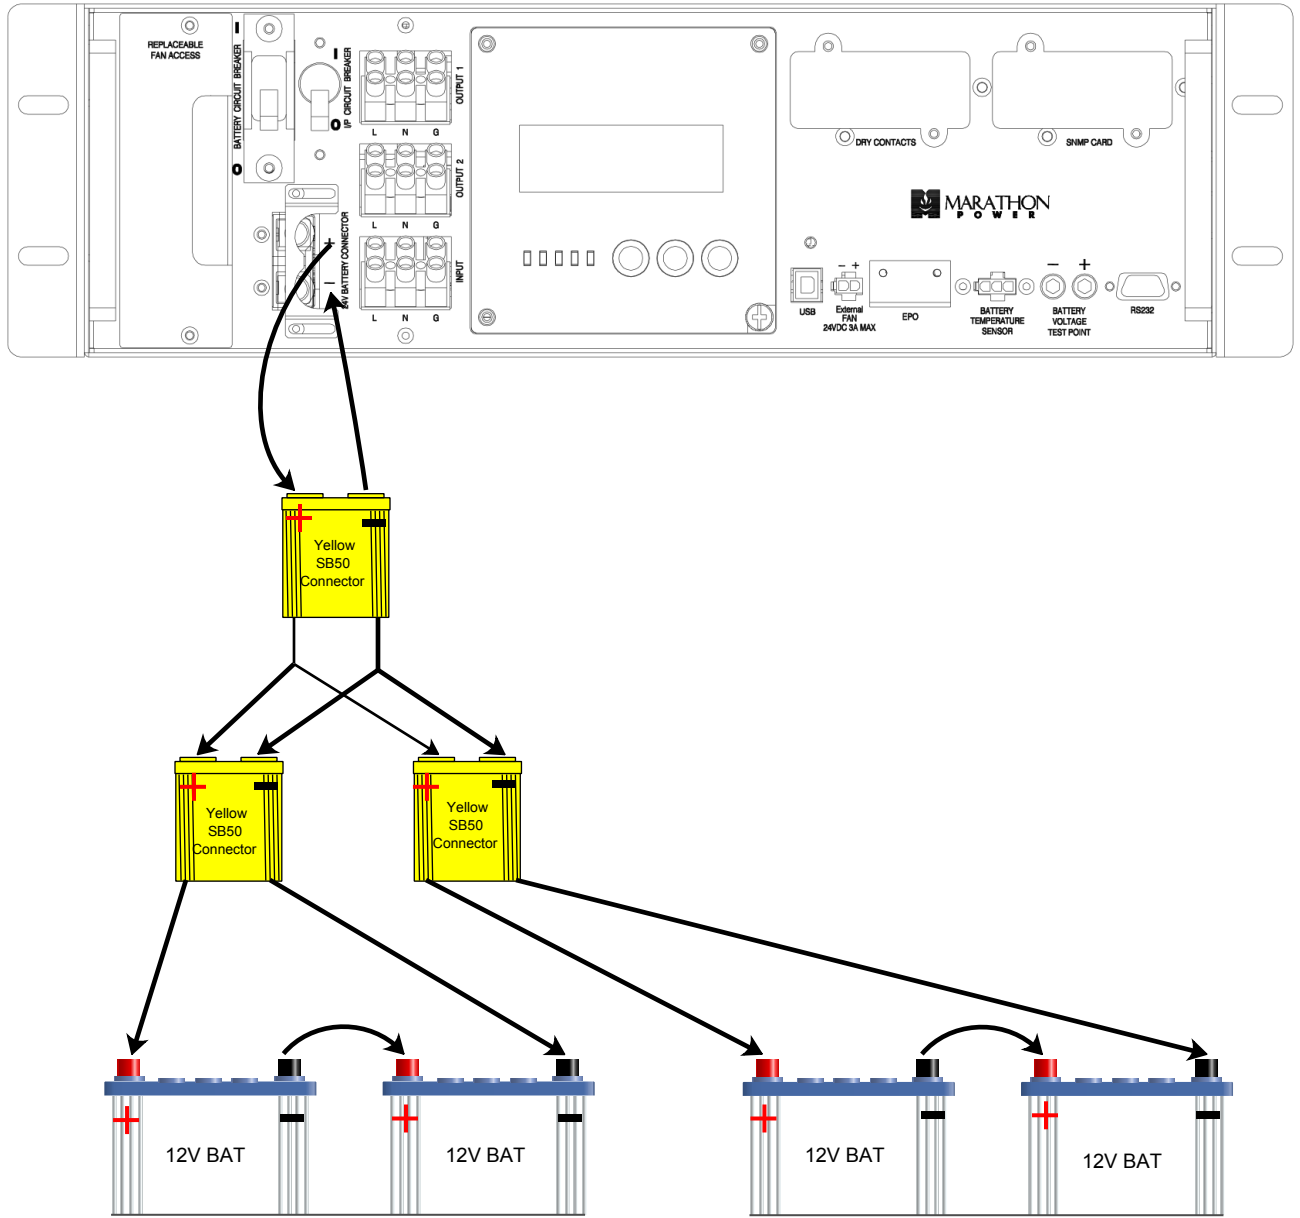 REPLACEABLE
FAN ACCESS
I
BATTERY CIRCUIT BREAKER
O
I
I/P CIRCUIT BREAKER
O
OUTPUT 1
L N G
OUTPUT 2
L N G
24V BATTERY CONNECTOR
+
−
INPUT
L N G
DRY CONTACTS
SNMP CARD
MARATHON
POWER
USB
− +
External
FAN
24VDC 3A MAX
EPO
BATTERY
TEMPERATURE
SENSOR
− +
BATTERY
VOLTAGE
TEST POINT
RS232
+ −
Yellow
SB50
Connector
+ −
Yellow
SB50
Connector
+ −
Yellow
SB50
Connector
+ −
12V BAT
+ −
12V BAT
+ −
12V BAT
+ −
12V BAT